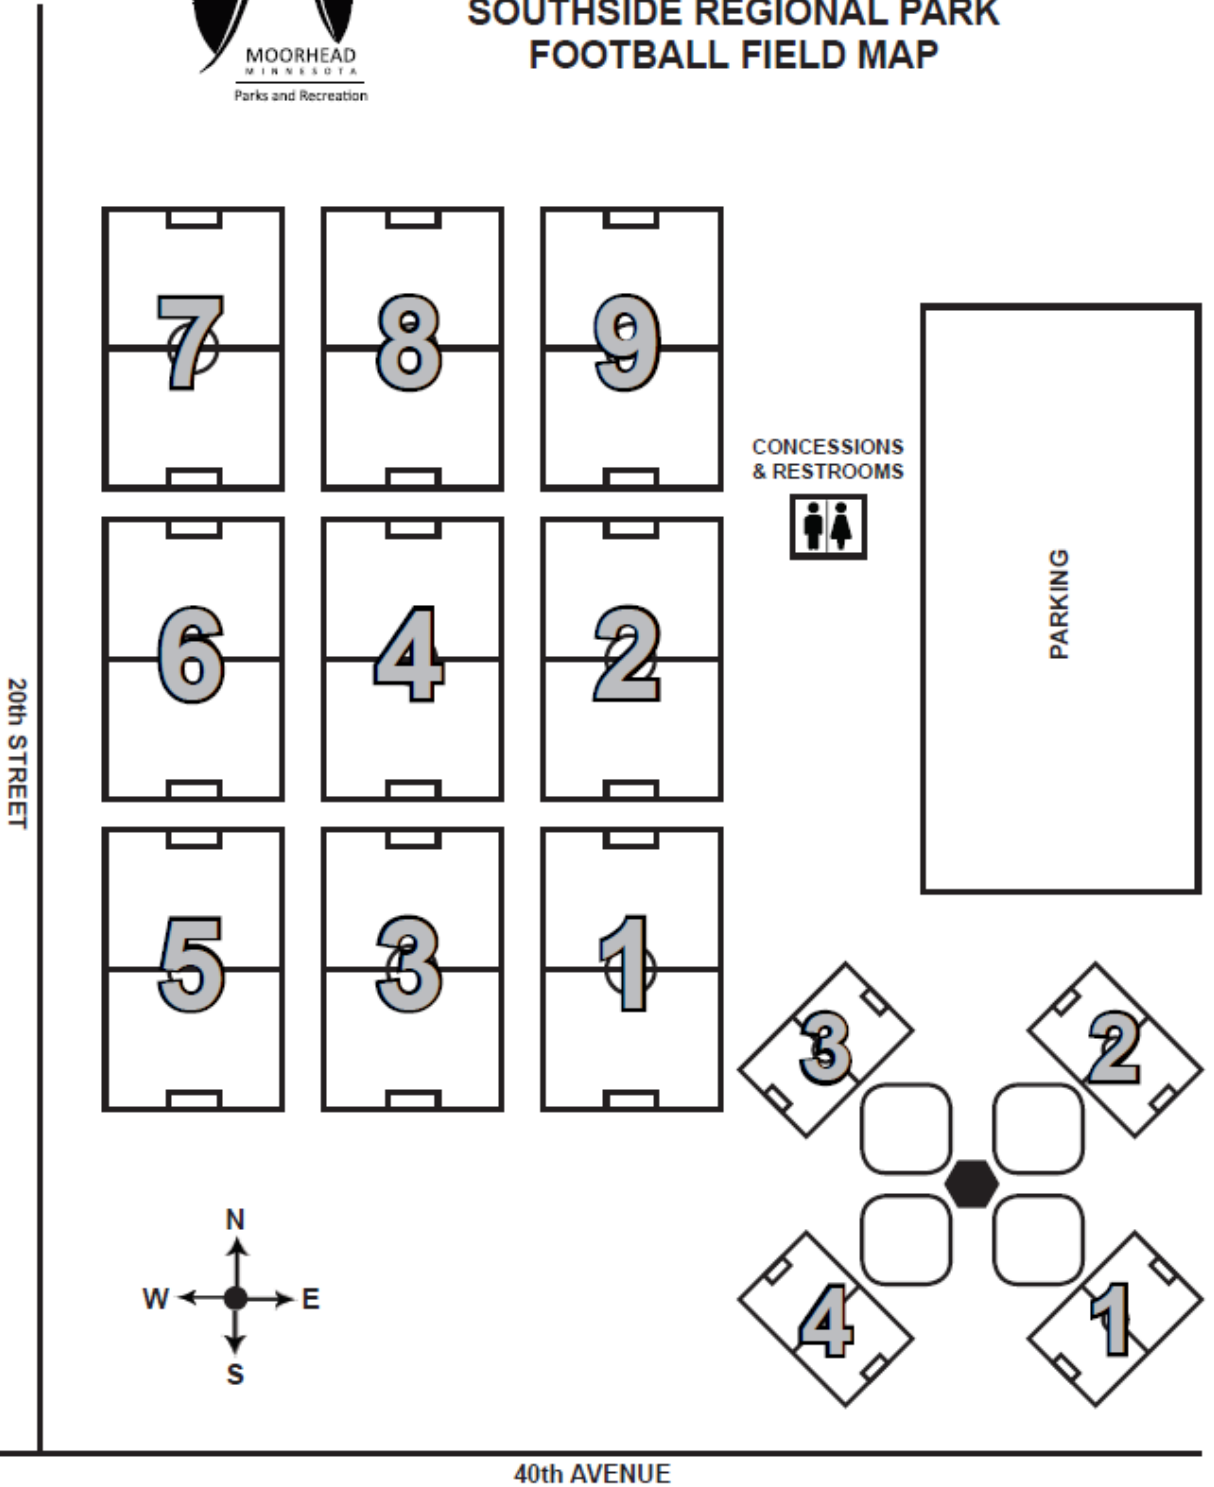 SOUTHSIDE REGIONAL PARK
FOOTBALL FIELD MAP
MOORHEAD
MINNESOTA
Parks and Recreation
7
8
9
CONCESSIONS
& RESTROOMS
6
4
2
PARKING
20th STREET
5
3
1
3
2
4
1
N
W
E
S
40th AVENUE